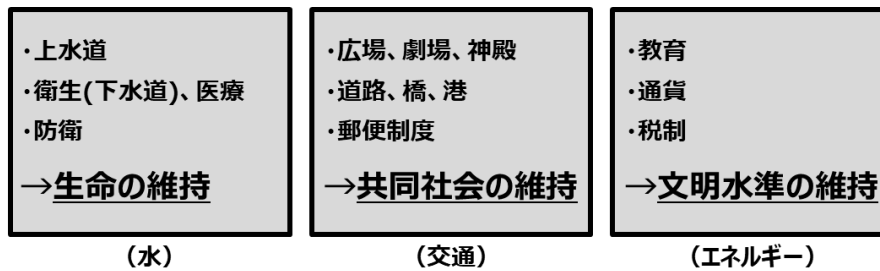 ・上水道
・衛生(下水道)、医療
・防衛
→生命の維持
(水)
・広場、劇場、神殿
・道路、橋、港
・郵便制度
→共同社会の維持
(交通)
・教育
・通貨
・税制
→文明水準の維持
(エネルギー)